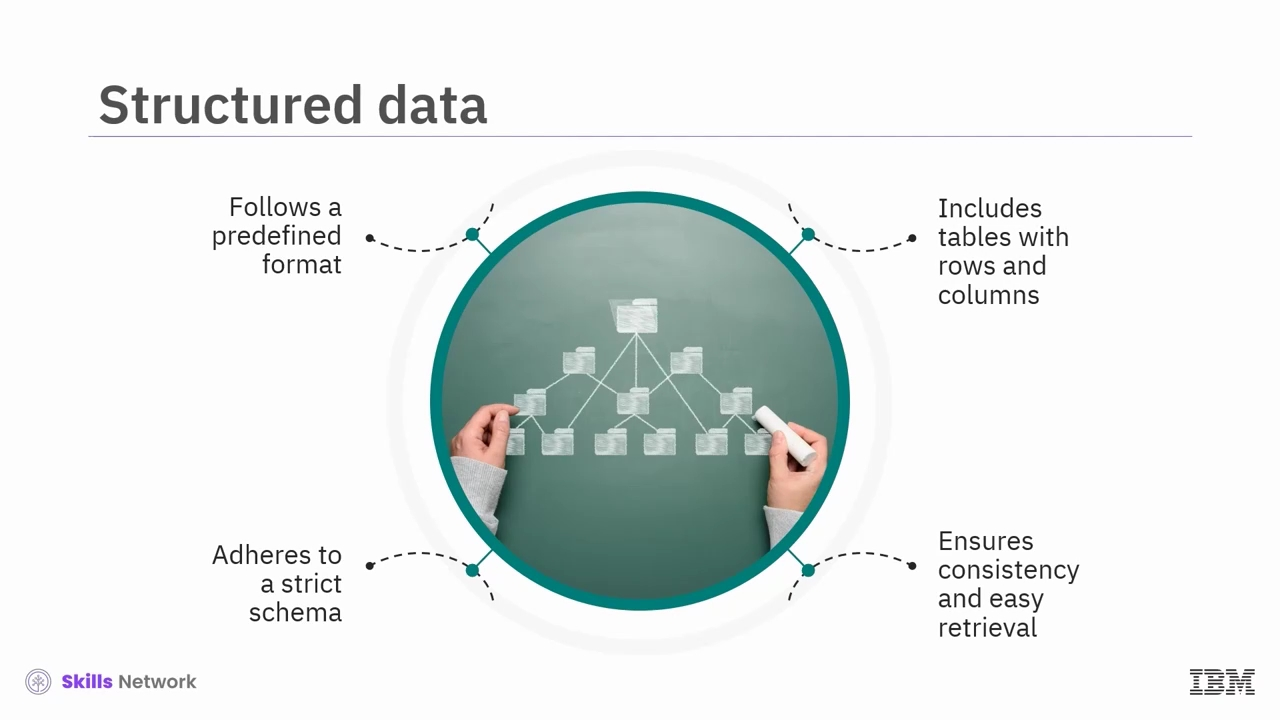 Structured data
Follows a
predefined
format
Includes
tables with
rows and
columns
Adheres to
a strict
schema
Ensures
consistency
and easy
retrieval
Skills Network
IBM